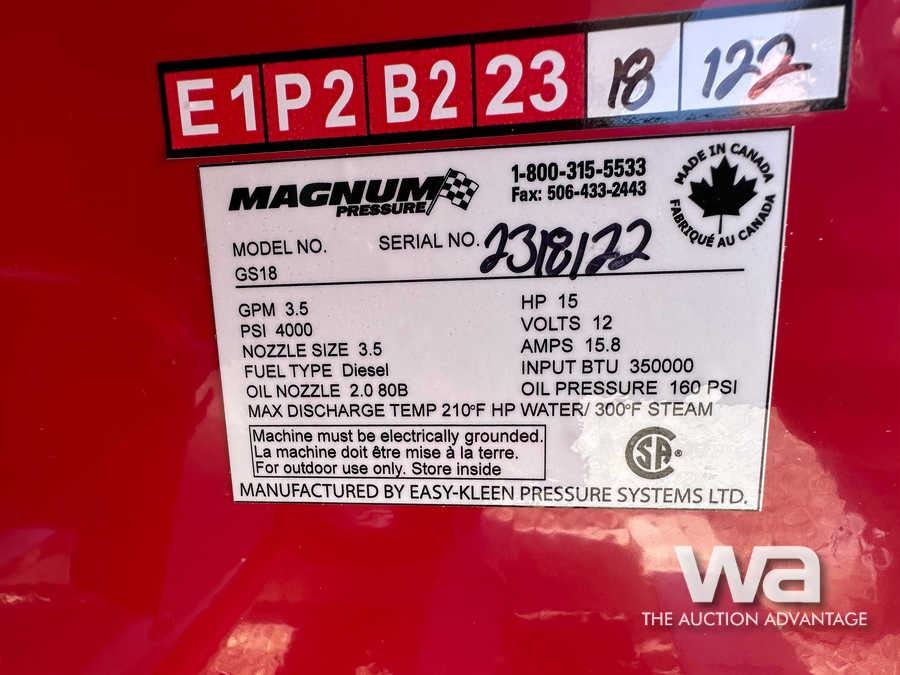 E1 P2 B2 23 18 122
MAGNUM
PRESSURE
1-800-315-5533
Fax: 506-433-2443
MADE IN CANADA
FABRIQUÉ AU CANADA
MODEL NO. SERIAL NO. 2318122
GS18
GPM 3.5 HP 15
PSI 4000 VOLTS 12
NOZZLE SIZE 3.5 AMPS 15.8
FUEL TYPE Diesel INPUT BTU 350000
OIL NOZZLE 2.0 80B OIL PRESSURE 160 PSI
MAX DISCHARGE TEMP 210°F HP WATER/ 300°F STEAM
Machine must be electrically grounded.
La machine doit être mise à la terre.
For outdoor use only. Store inside
CSA®
MANUFACTURED BY EASY-KLEEN PRESSURE SYSTEMS LTD.
wa
THE AUCTION ADVANTAGE